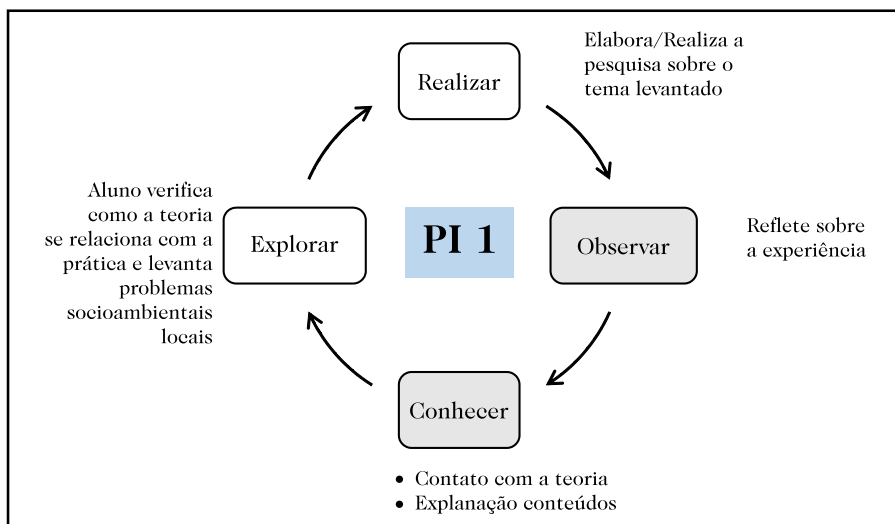 Realizar
Elabora/Realiza a
pesquisa sobre o
tema levantado
Aluno verifica
como a teoria
se relaciona com a
prática e levanta
problemas
socioambientais
locais
Explorar
PI 1
Observar
Reflete sobre
a experiência
Conhecer
• Contato com a teoria
• Explanação conteúdos